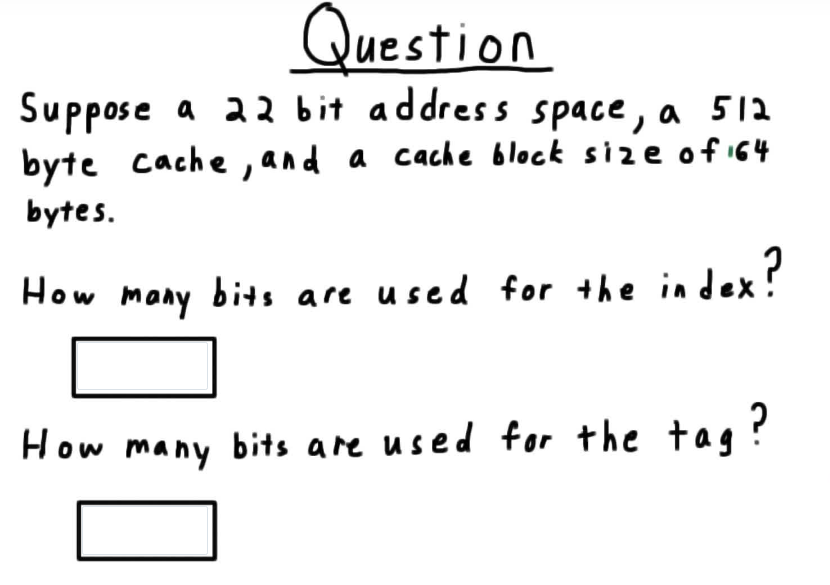 Question
Suppose a 22 bit address space, a 512
byte cache, and a cache block size of 64
bytes.
How many bits are used for the index?
How many bits are used for the tag?